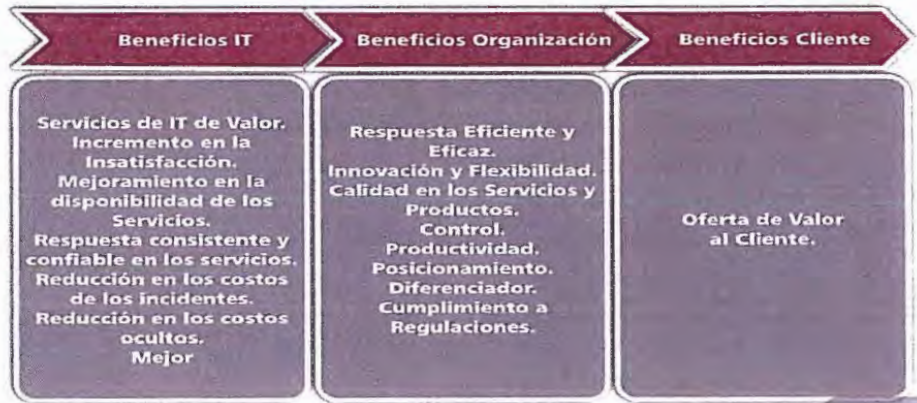 Beneficios IT
Beneficios Organización
Beneficios Cliente
Servicios de IT de Valor.
Incremento en la
Insatisfacción.
Mejoramiento en la
disponibilidad de los
Servicios.
Respuesta consistente y
confiable en los servicios.
Reducción en los costos
de los incidentes.
Reducción en los costos
ocultos.
Mejor
Respuesta Eficiente y
Eficaz.
Innovación y Flexibilidad.
Calidad en los Servicios y
Productos.
Control.
Productividad.
Posicionamiento.
Diferenciador.
Cumplimiento a
Regulaciones.
Oferta de Valor
al Cliente.